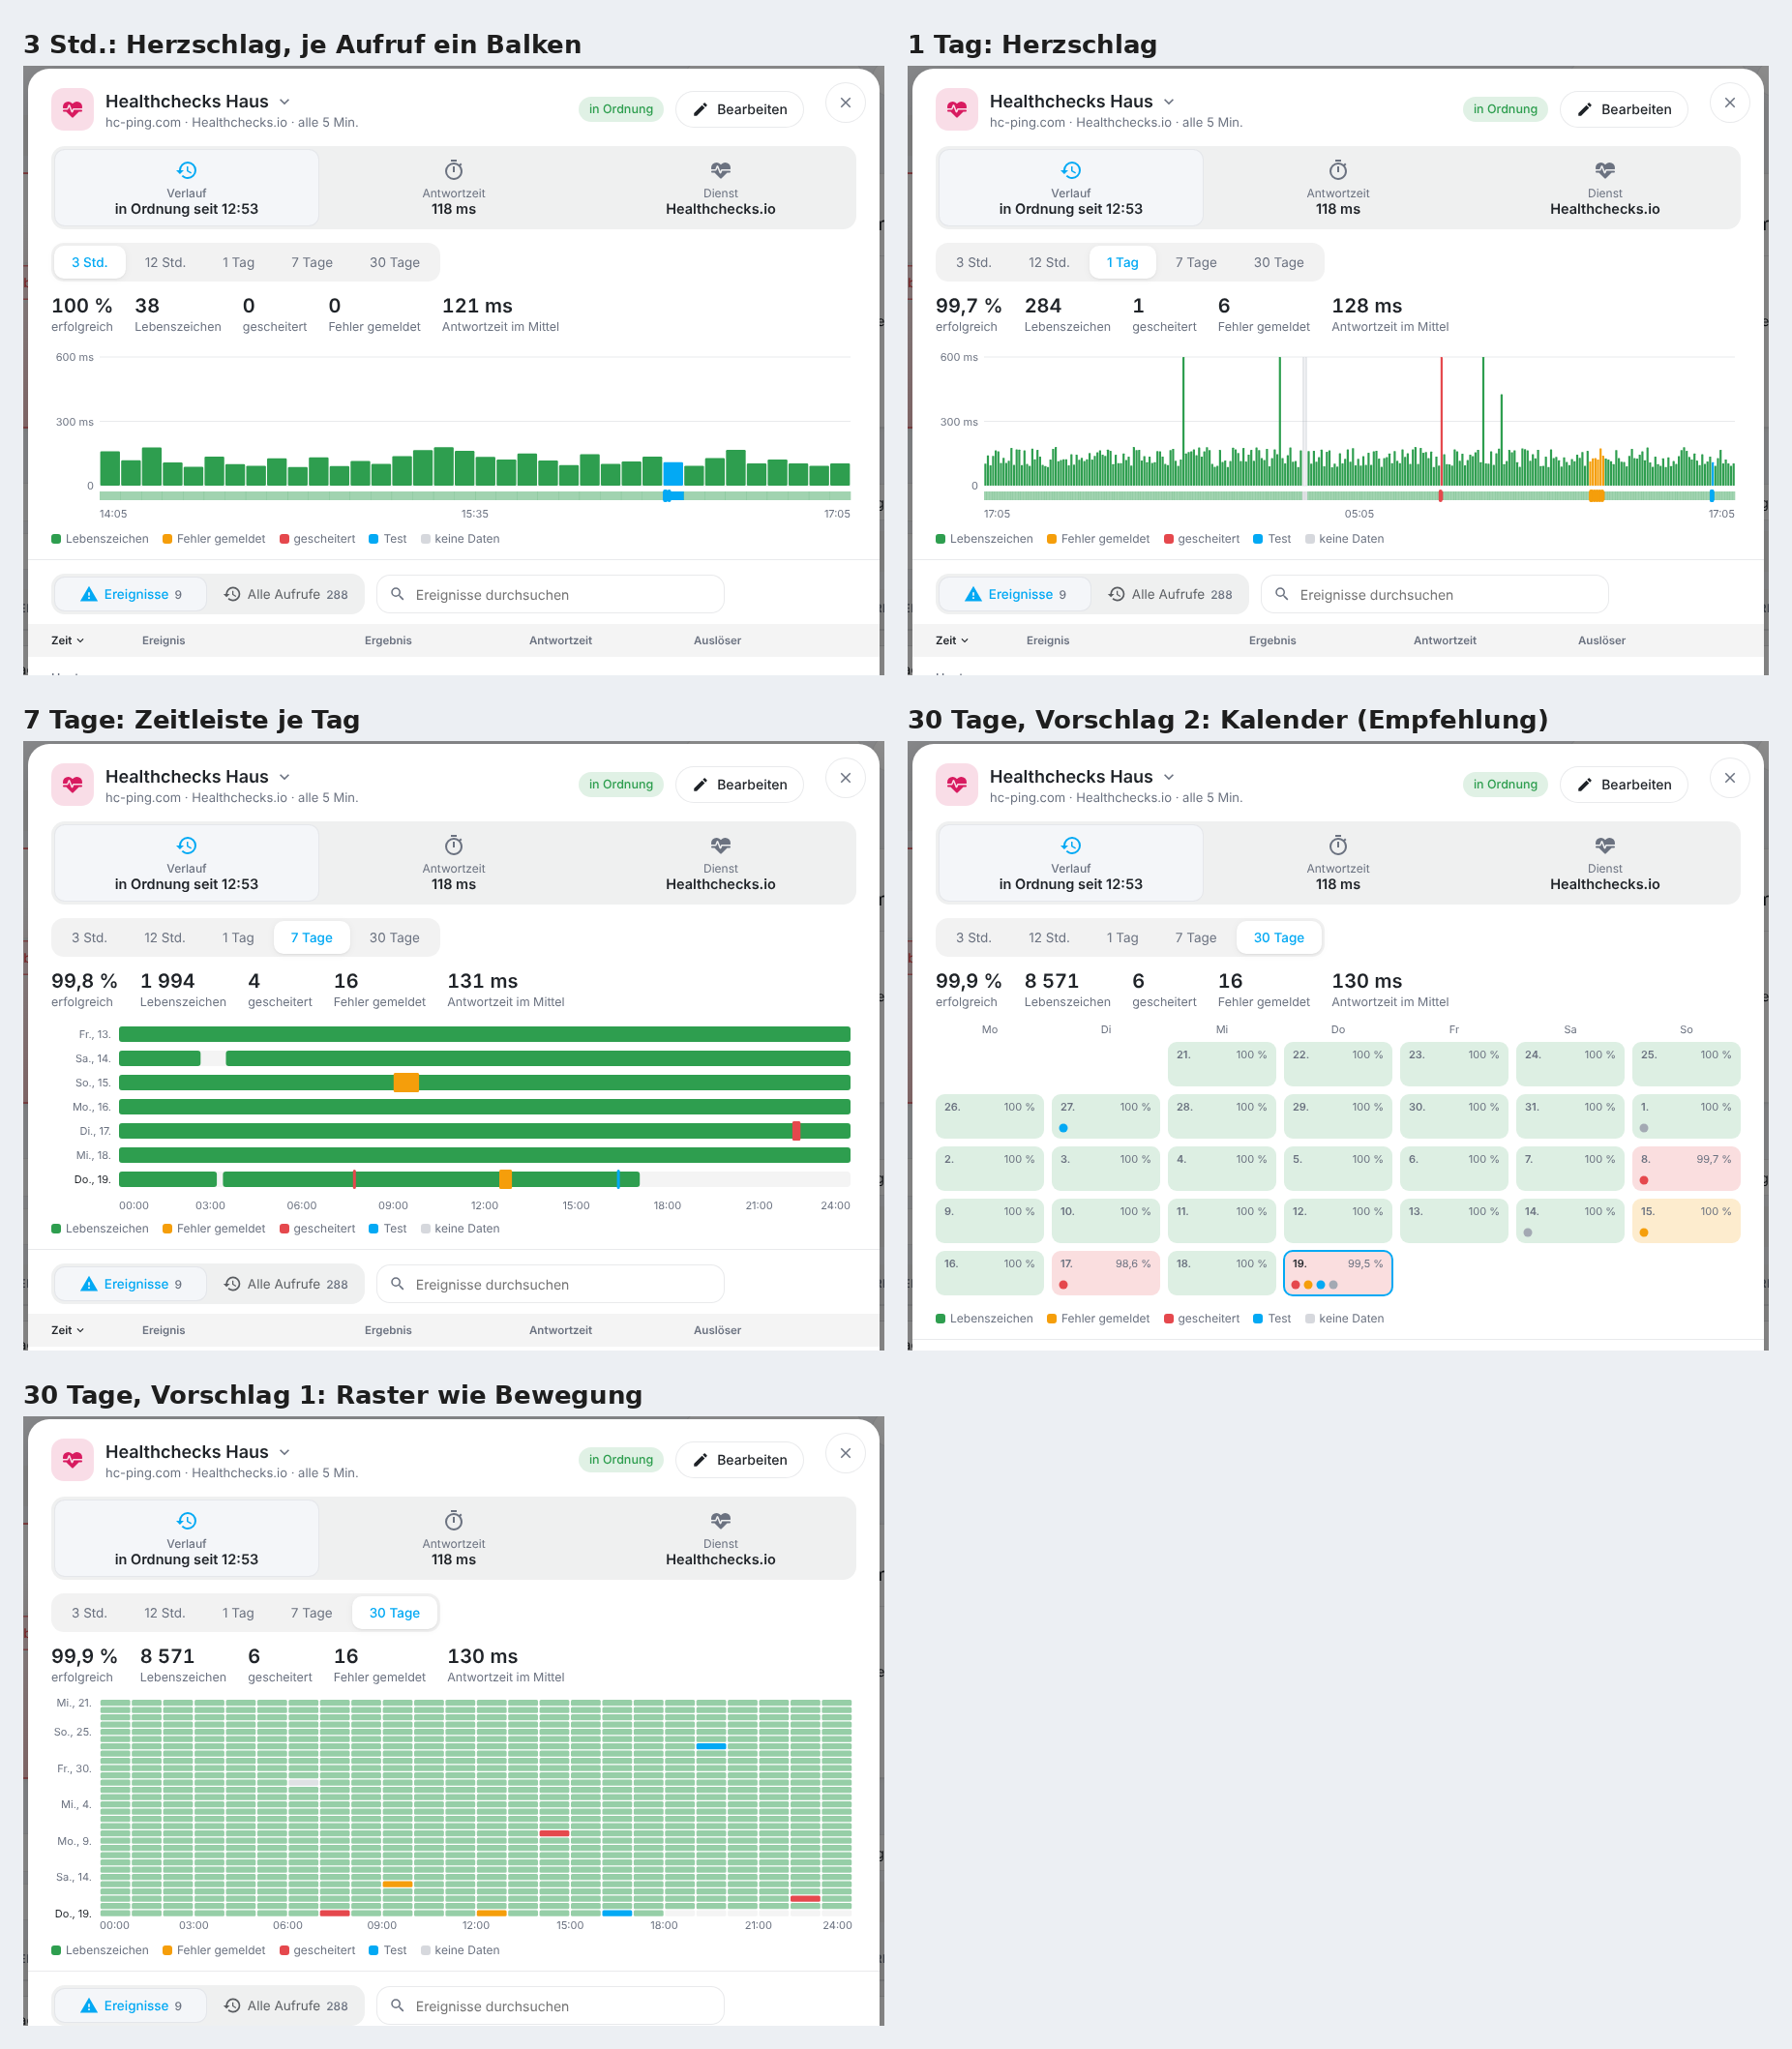 3 Std.: Herzschlag, je Aufruf ein Balken
Healthchecks Haus
hc-ping.com · Healthchecks.io · alle 5 Min.
in Ordnung
Bearbeiten
Verlauf
in Ordnung seit 12:53
Antwortzeit
118 ms
Dienst
Healthchecks.io
3 Std. 12 Std. 1 Tag 7 Tage 30 Tage
100 % 38 0 0 121 ms
erfolgreich Lebenszeichen gescheitert Fehler gemeldet Antwortzeit im Mittel
600 ms
300 ms
0
14:05 15:35 17:05
Lebenszeichen Fehler gemeldet gescheitert Test keine Daten
Ereignisse 9 Alle Aufrufe 288 Ereignisse durchsuchen
Zeit Ereignis Ergebnis Antwortzeit Auslöser
1 Tag: Herzschlag
Healthchecks Haus
hc-ping.com · Healthchecks.io · alle 5 Min.
in Ordnung
Bearbeiten
Verlauf
in Ordnung seit 12:53
Antwortzeit
118 ms
Dienst
Healthchecks.io
3 Std. 12 Std. 1 Tag 7 Tage 30 Tage
99,7 % 284 1 6 128 ms
erfolgreich Lebenszeichen gescheitert Fehler gemeldet Antwortzeit im Mittel
600 ms
300 ms
0
17:05 05:05 17:05
Lebenszeichen Fehler gemeldet gescheitert Test keine Daten
Ereignisse 9 Alle Aufrufe 288 Ereignisse durchsuchen
Zeit Ereignis Ergebnis Antwortzeit Auslöser
7 Tage: Zeitleiste je Tag
Healthchecks Haus
hc-ping.com · Healthchecks.io · alle 5 Min.
in Ordnung
Bearbeiten
Verlauf
in Ordnung seit 12:53
Antwortzeit
118 ms
Dienst
Healthchecks.io
3 Std. 12 Std. 1 Tag 7 Tage 30 Tage
99,8 % 1 994 4 16 131 ms
erfolgreich Lebenszeichen gescheitert Fehler gemeldet Antwortzeit im Mittel
Fr., 13.
Sa., 14.
So., 15.
Mo., 16.
Di., 17.
Mi., 18.
Do., 19.
00:00 03:00 06:00 09:00 12:00 15:00 18:00 21:00 24:00
Lebenszeichen Fehler gemeldet gescheitert Test keine Daten
Ereignisse 9 Alle Aufrufe 288 Ereignisse durchsuchen
Zeit Ereignis Ergebnis Antwortzeit Auslöser
30 Tage, Vorschlag 2: Kalender (Empfehlung)
Healthchecks Haus
hc-ping.com · Healthchecks.io · alle 5 Min.
in Ordnung
Bearbeiten
Verlauf
in Ordnung seit 12:53
Antwortzeit
118 ms
Dienst
Healthchecks.io
3 Std. 12 Std. 1 Tag 7 Tage 30 Tage
99,9 % 8 571 6 16 130 ms
erfolgreich Lebenszeichen gescheitert Fehler gemeldet Antwortzeit im Mittel
Mo Di Mi Do Fr Sa So
21. 100 % 22. 100 % 23. 100 % 24. 100 % 25. 100 %
26. 100 % 27. 100 % 28. 100 % 29. 100 % 30. 100 % 31. 100 % 1. 100 %
2. 100 % 3. 100 % 4. 100 % 5. 100 % 6. 100 % 7. 100 % 8. 99,7 %
9. 100 % 10. 100 % 11. 100 % 12. 100 % 13. 100 % 14. 100 % 15. 100 %
16. 100 % 17. 98,6 % 18. 100 % 19. 99,5 %
Lebenszeichen Fehler gemeldet gescheitert Test keine Daten
30 Tage, Vorschlag 1: Raster wie Bewegung
Healthchecks Haus
hc-ping.com · Healthchecks.io · alle 5 Min.
in Ordnung
Bearbeiten
Verlauf
in Ordnung seit 12:53
Antwortzeit
118 ms
Dienst
Healthchecks.io
3 Std. 12 Std. 1 Tag 7 Tage 30 Tage
99,9 % 8 571 6 16 130 ms
erfolgreich Lebenszeichen gescheitert Fehler gemeldet Antwortzeit im Mittel
Mi., 21.
So., 25.
Fr., 30.
Mi., 4.
Mo., 9.
Sa., 14.
Do., 19.
00:00 03:00 06:00 09:00 12:00 15:00 18:00 21:00 24:00
Lebenszeichen Fehler gemeldet gescheitert Test keine Daten
Ereignisse 9 Alle Aufrufe 288 Ereignisse durchsuchen